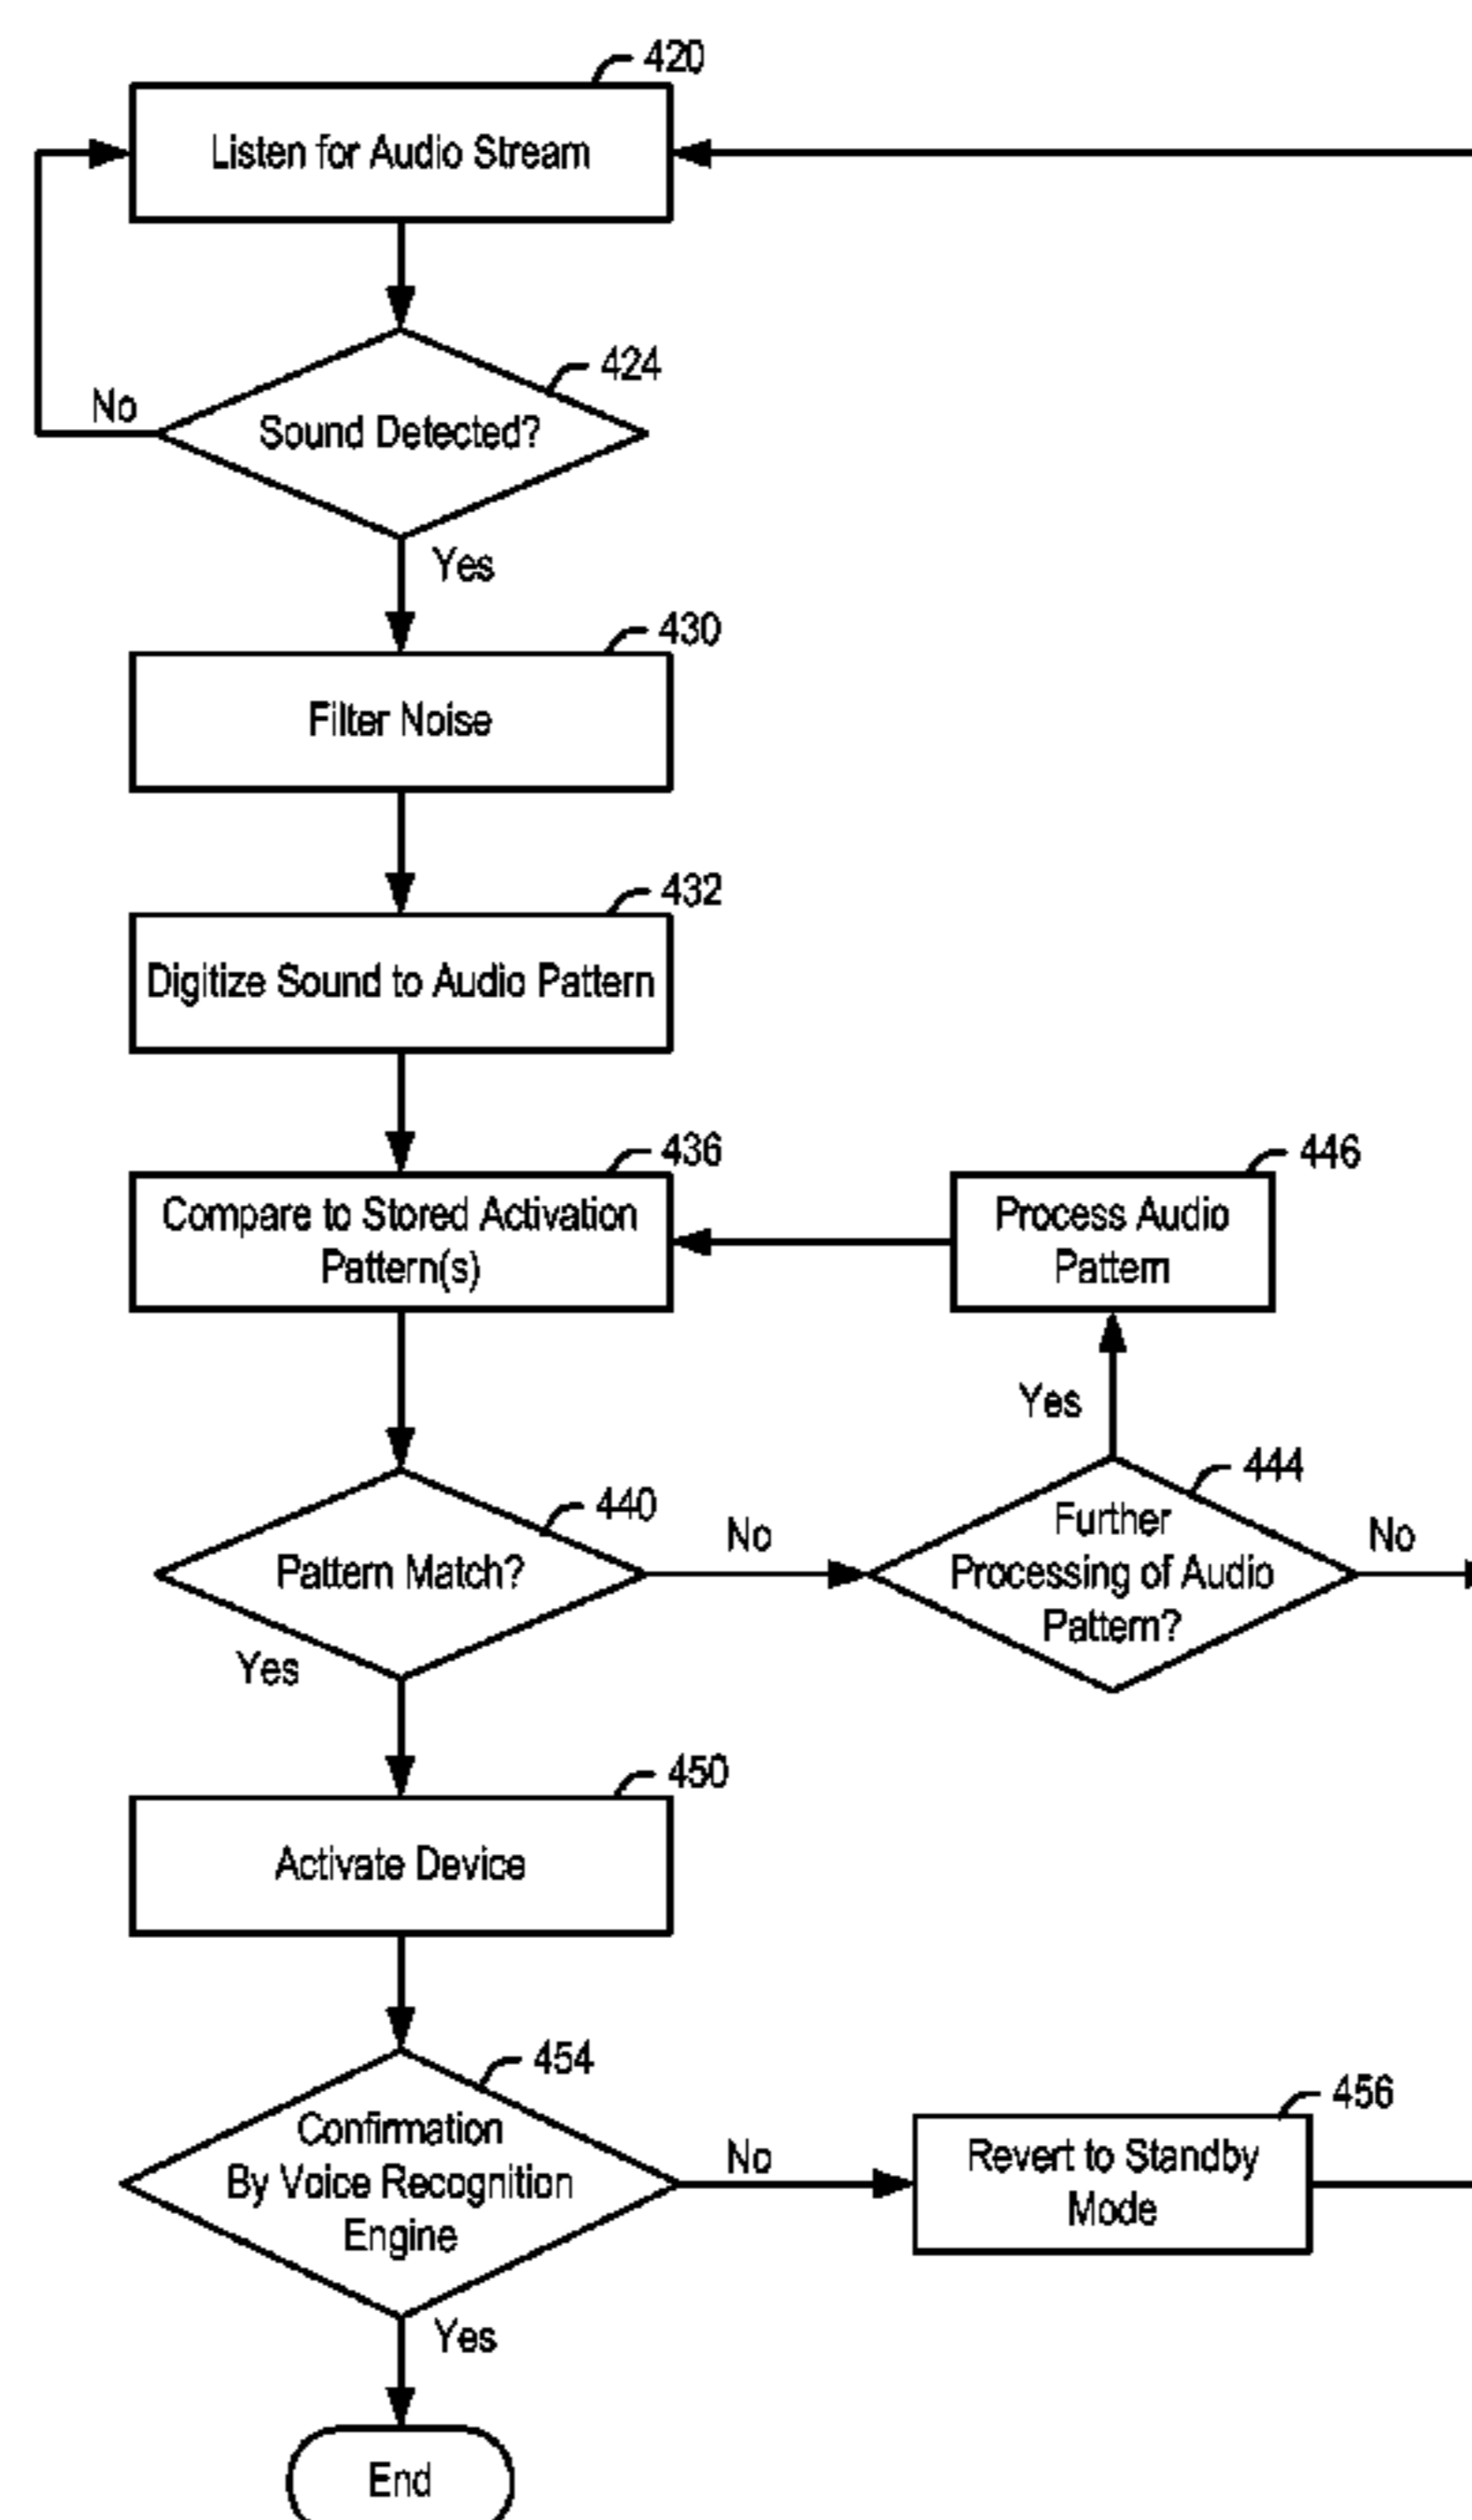 420
Listen for Audio Stream
424
No
Sound Detected?
Yes
430
Filter Noise
432
Digitize Sound to Audio Pattern
436
Compare to Stored Activation
Pattern(s)
446
Process Audio
Pattern
Yes
440
Pattern Match?
No
444
Further
Processing of Audio
Pattern?
No
Yes
450
Activate Device
454
Confirmation
By Voice Recognition
Engine
No
456
Revert to Standby
Mode
Yes
End